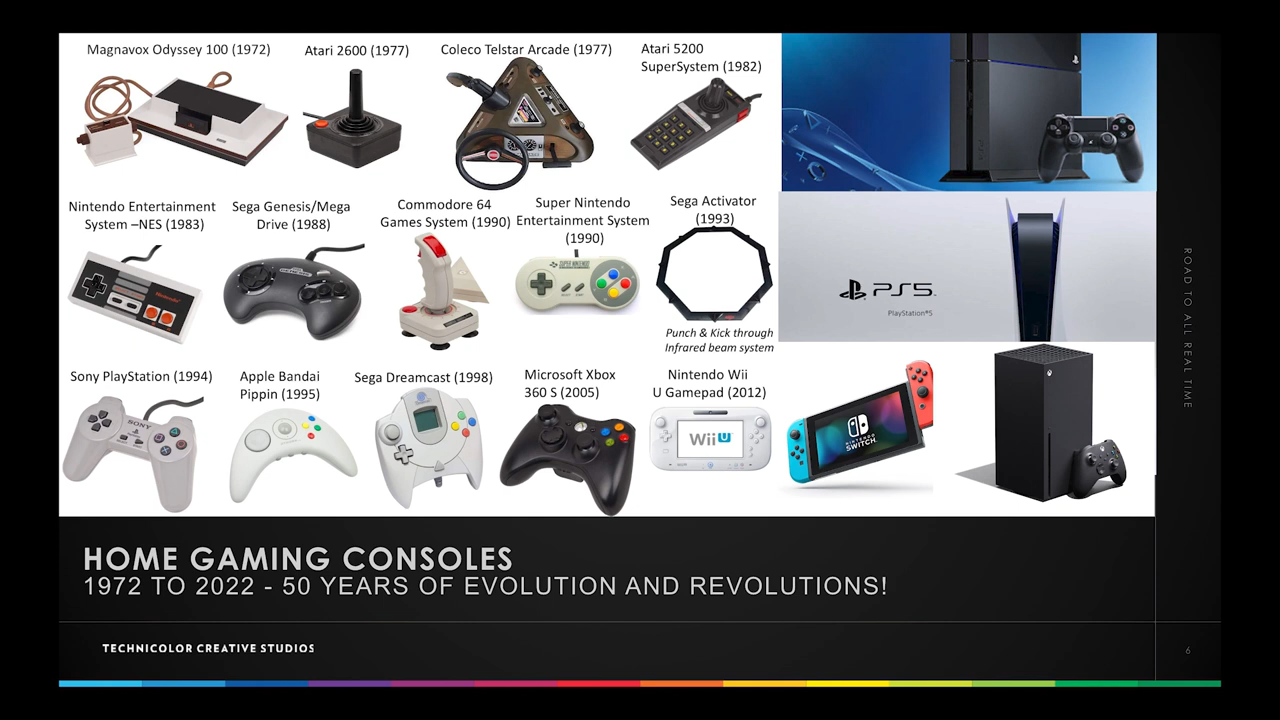 Magnavox Odyssey 100 (1972)
Atari 2600 (1977)
Coleco Telstar Arcade (1977)
Atari 5200
SuperSystem (1982)
Nintendo Entertainment
System –NES (1983)
Sega Genesis/Mega
Drive (1988)
Commodore 64
Games System (1990)
Super Nintendo
Entertainment System
(1990)
Sega Activator
(1993)
Nintendo
SUPER NINTENDO
SELECT START
Punch & Kick through
Infrared beam system
PS5
PlayStation®5
Sony PlayStation (1994)
Apple Bandai
Pippin (1995)
Sega Dreamcast (1998)
Microsoft Xbox
360 S (2005)
Nintendo Wii
U Gamepad (2012)
SONY
Wii U
NINTENDO
SWITCH
ROAD TO ALL REAL TIME
HOME GAMING CONSOLES
1972 TO 2022 - 50 YEARS OF EVOLUTION AND REVOLUTIONS!
TECHNICOLOR CREATIVE STUDIOS
6